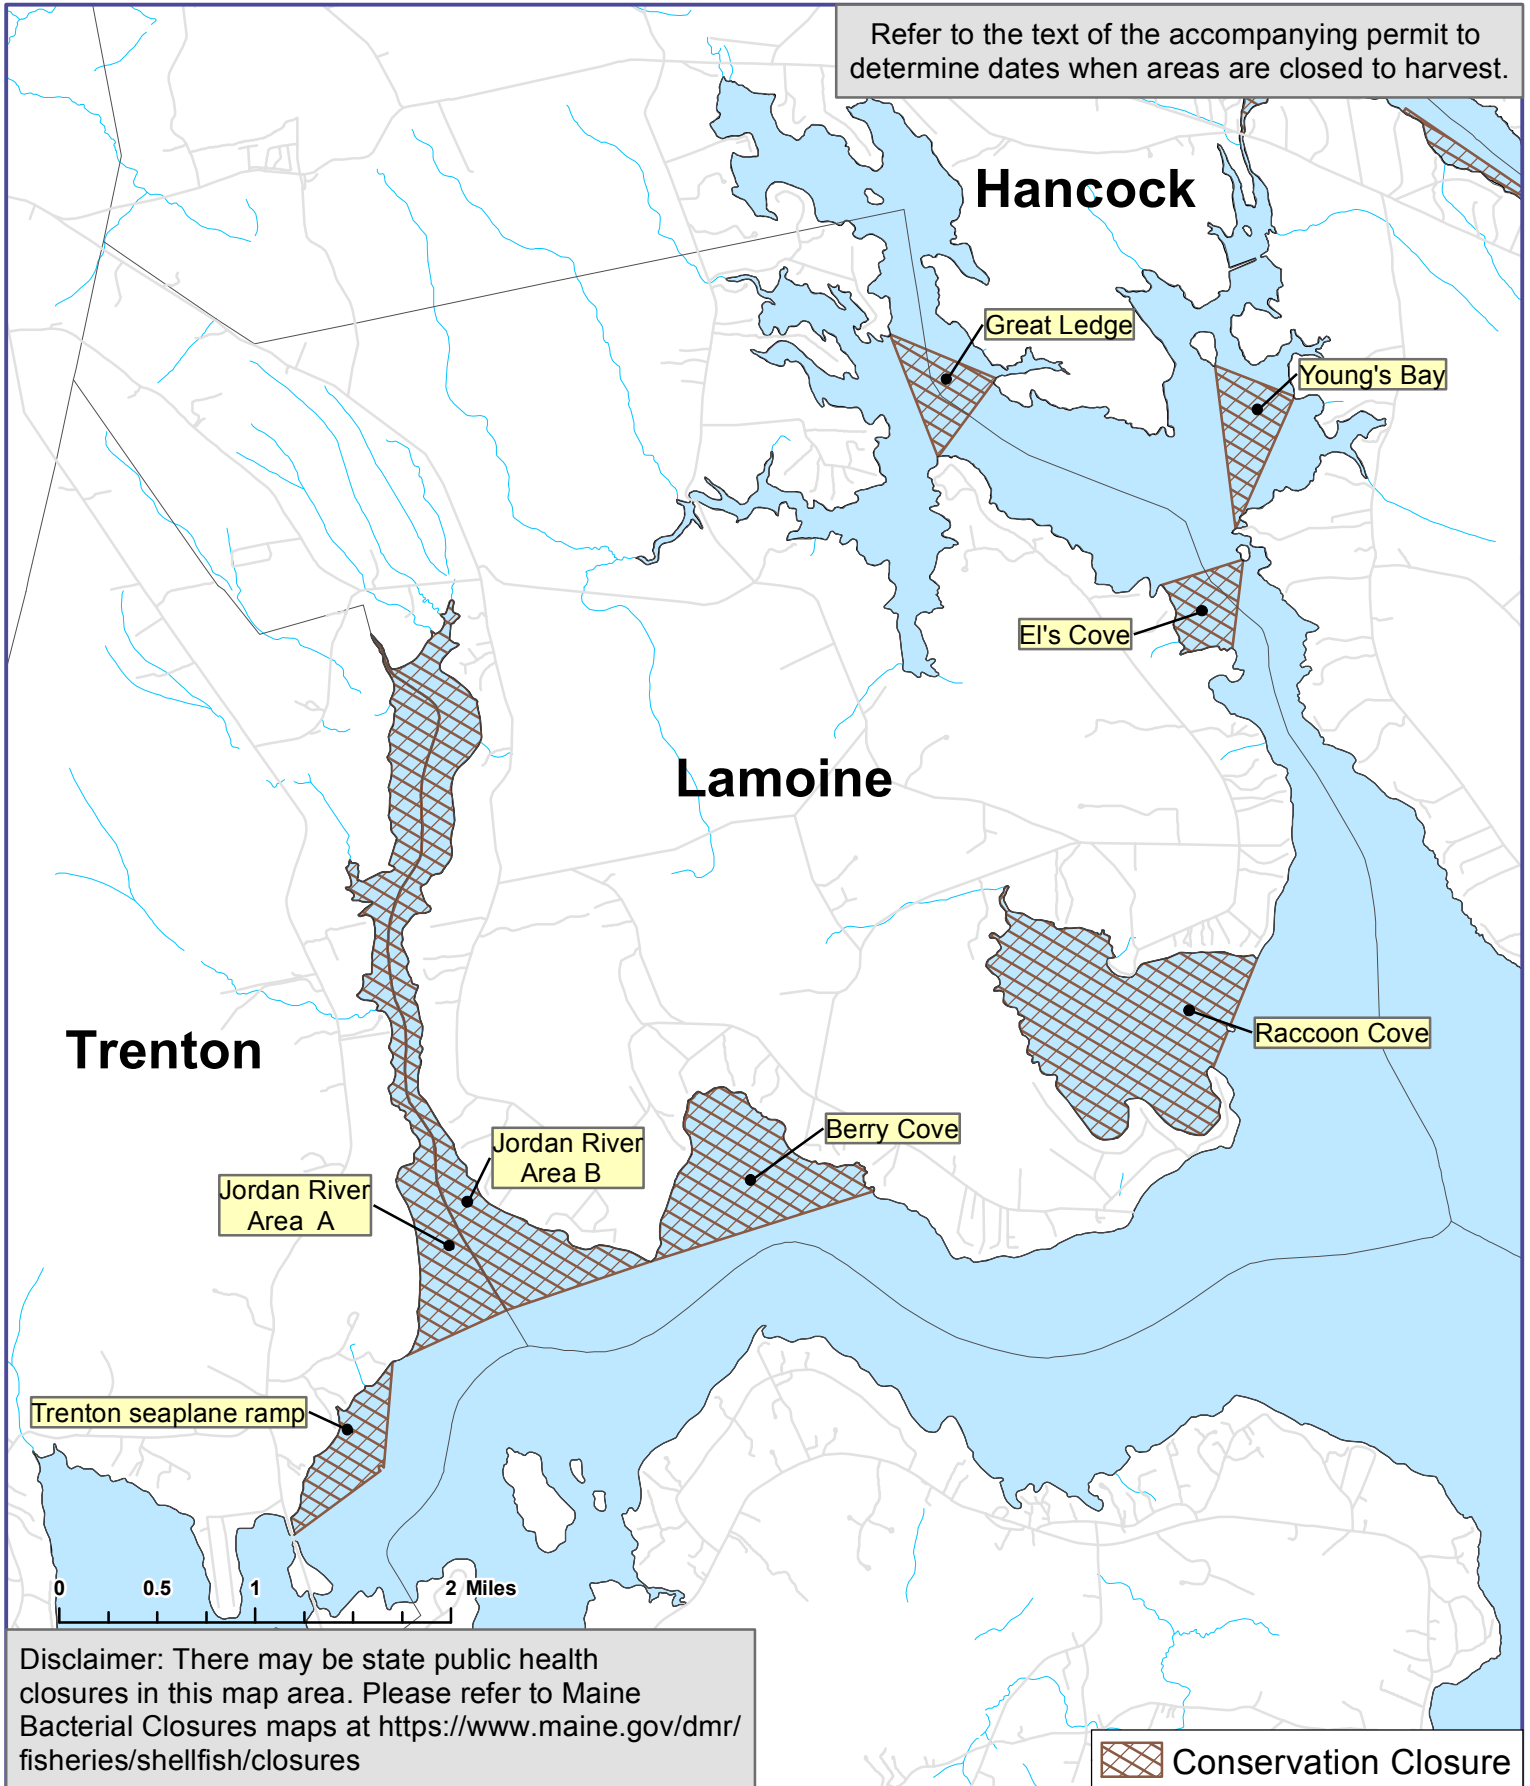 Refer to the text of the accompanying permit to
determine dates when areas are closed to harvest.
Hancock
Great Ledge
Young's Bay
El's Cove
Lamoine
Raccoon Cove
Trenton
Berry Cove
Jordan River
Area B
Jordan River
Area A
Trenton seaplane ramp
0 0.5 1 2 Miles
Disclaimer: There may be state public health
closures in this map area. Please refer to Maine
Bacterial Closures maps at https://www.maine.gov/dmr/
fisheries/shellfish/closures
Conservation Closure